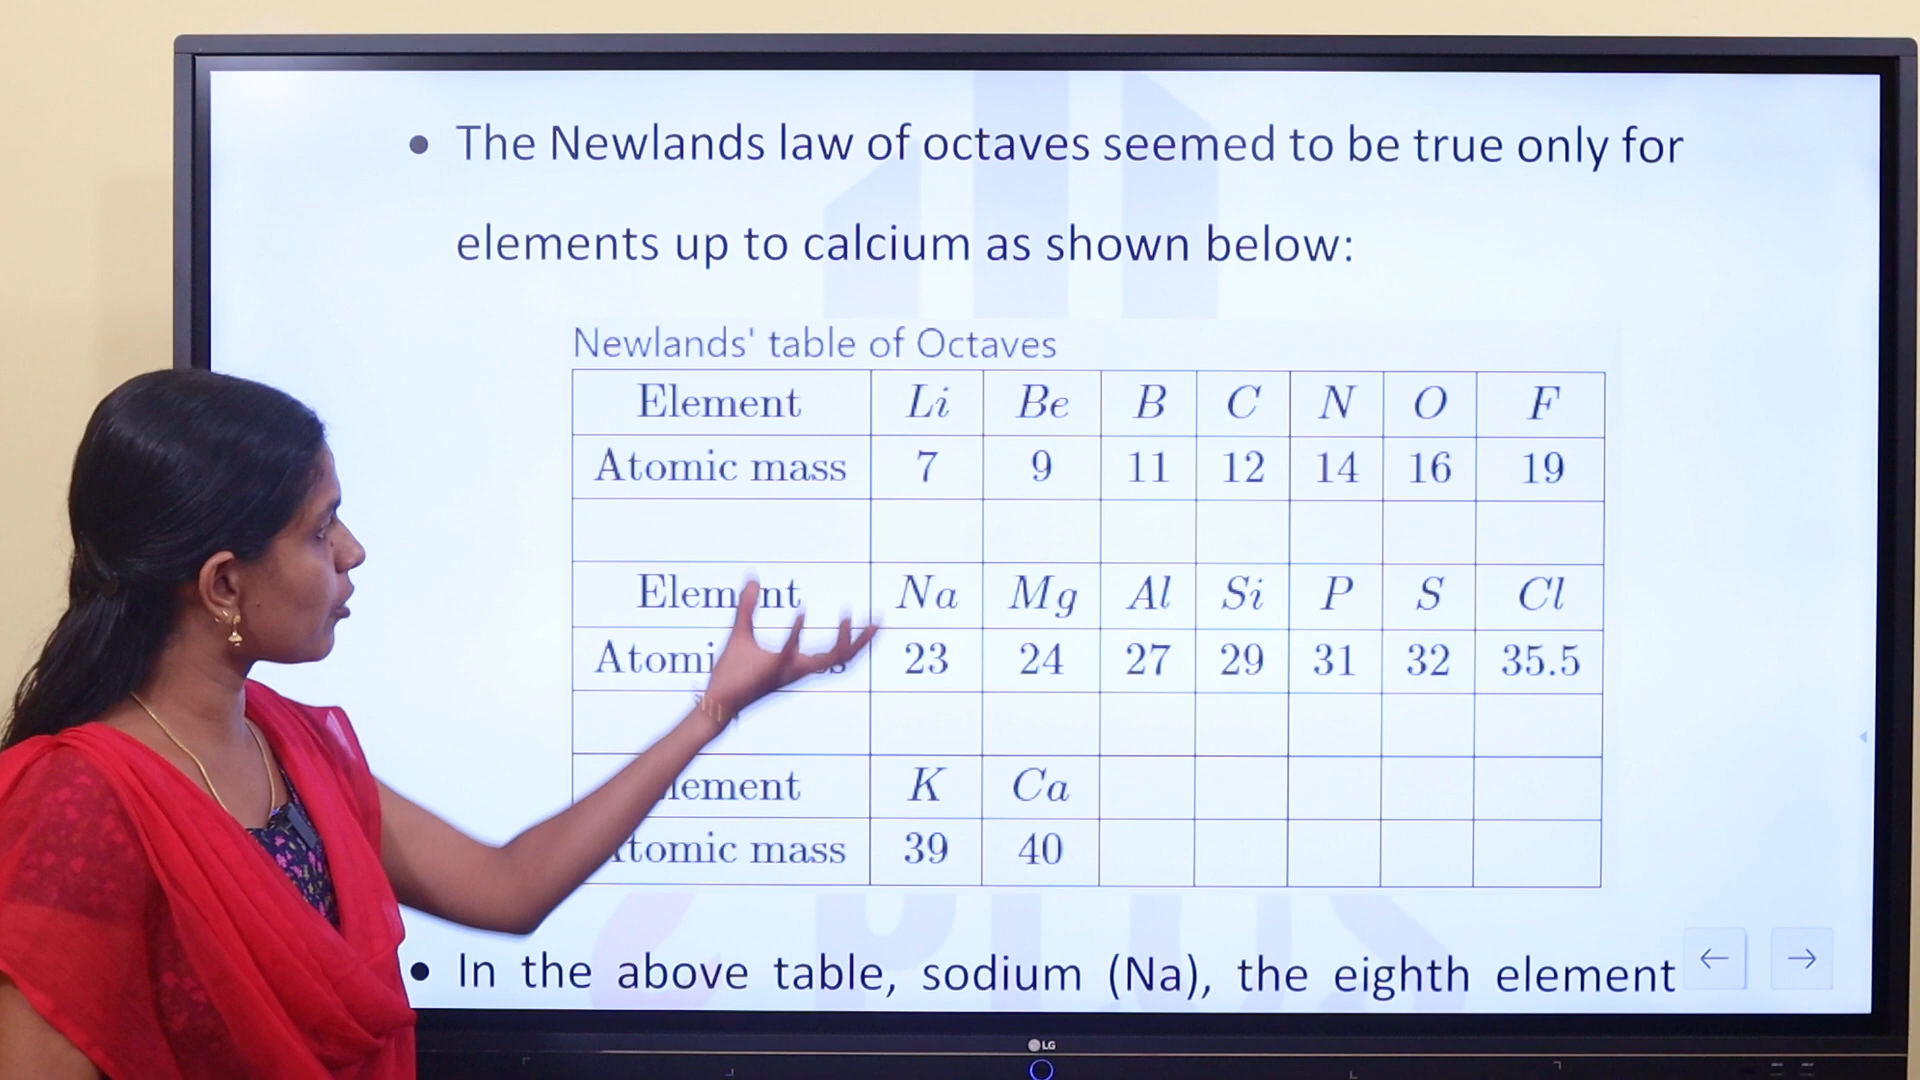 • The Newlands law of octaves seemed to be true only for
elements up to calcium as shown below:
Newlands' table of Octaves
Element Li Be B C N O F
Atomic mass 7 9 11 12 14 16 19
Element Na Mg Al Si P S Cl
23 24 27 29 31 32 35.5
K Ca
mass 39 40
• In the above table, sodium (Na), the eighth element
← →
PLUS
LG